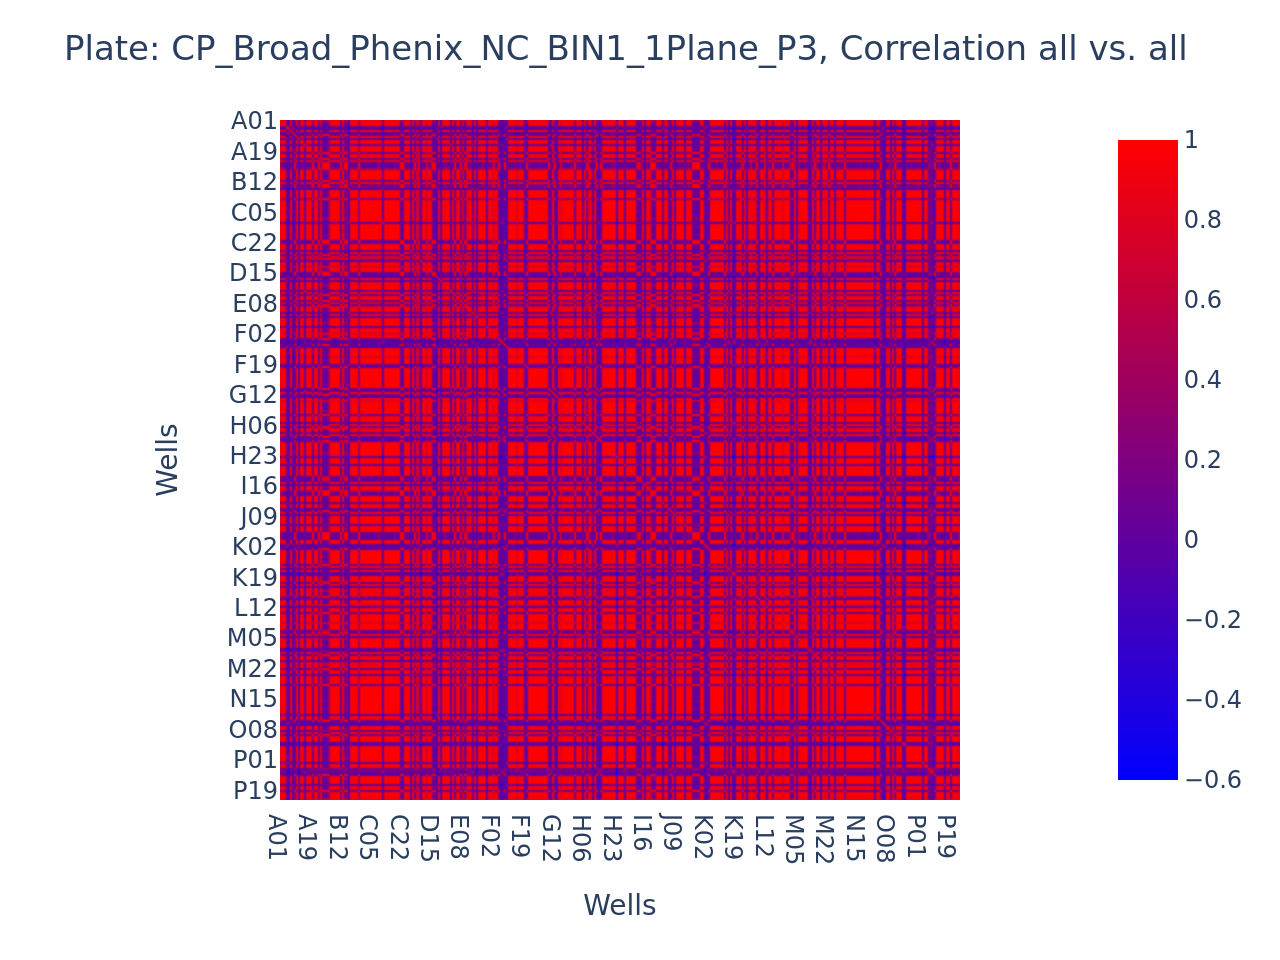 Plate: CP_Broad_Phenix_NC_BIN1_1Plane_P3, Correlation all vs. all
A01
A19
B12
C05
C22
D15
E08
F02
F19
G12
H06
H23
I16
J09
K02
K19
L12
M05
M22
N15
O08
P01
P19
Wells
A01
A19
B12
C05
C22
D15
E08
F02
F19
G12
H06
H23
I16
J09
K02
K19
L12
M05
M22
N15
O08
P01
P19
Wells
1
0.8
0.6
0.4
0.2
0
−0.2
−0.4
−0.6